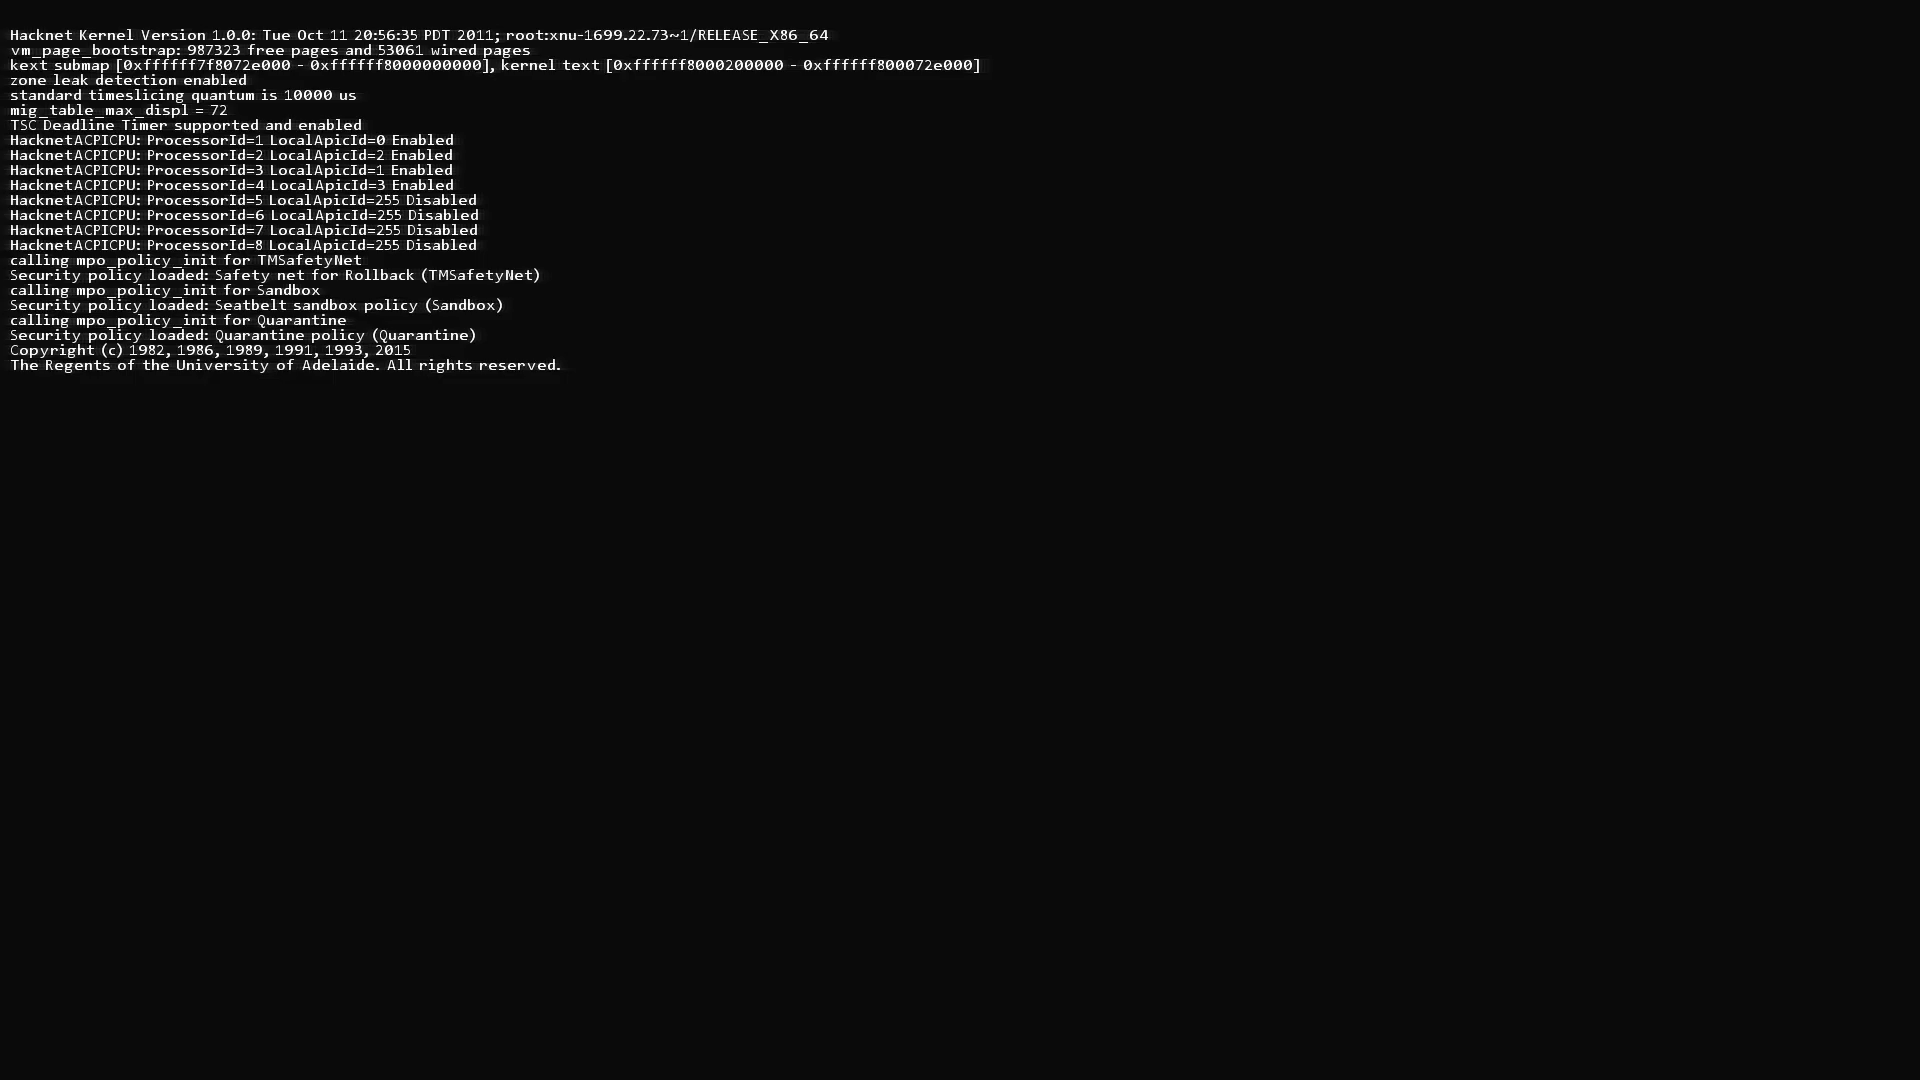 Hacknet Kernel Version 1.0.0: Tue Oct 11 20:56:35 PDT 2011; root:xnu-1699.22.73~1/RELEASE_X86_64
vm_page_bootstrap: 987323 free pages and 53061 wired pages
kext submap [0xffffff7f8072e000 - 0xffffff8000000000], kernel text [0xffffff8000200000 - 0xffffff800072e000]
zone leak detection enabled
standard timeslicing quantum is 10000 us
mig_table_max_displ = 72
TSC Deadline Timer supported and enabled
HacknetACPICPU: ProcessorId=1 LocalApicId=0 Enabled
HacknetACPICPU: ProcessorId=2 LocalApicId=2 Enabled
HacknetACPICPU: ProcessorId=3 LocalApicId=1 Enabled
HacknetACPICPU: ProcessorId=4 LocalApicId=3 Enabled
HacknetACPICPU: ProcessorId=5 LocalApicId=255 Disabled
HacknetACPICPU: ProcessorId=6 LocalApicId=255 Disabled
HacknetACPICPU: ProcessorId=7 LocalApicId=255 Disabled
HacknetACPICPU: ProcessorId=8 LocalApicId=255 Disabled
calling mpo_policy_init for TMSafetyNet
Security policy loaded: Safety net for Rollback (TMSafetyNet)
calling mpo_policy_init for Sandbox
Security policy loaded: Seatbelt sandbox policy (Sandbox)
calling mpo_policy_init for Quarantine
Security policy loaded: Quarantine policy (Quarantine)
Copyright (c) 1982, 1986, 1989, 1991, 1993, 2015
The Regents of the University of Adelaide. All rights reserved.